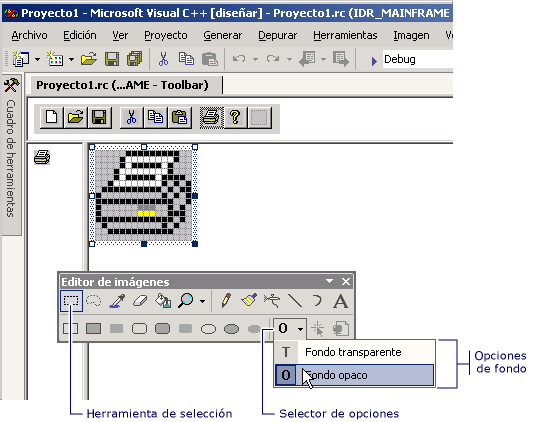 Proyecto1 - Microsoft Visual C++ [diseñar] - Proyecto1.rc (IDR_MAINFRAME
Archivo Edición Ver Proyecto Generar Depurar Herramientas Imagen
Debug
Proyecto1.rc (...AME - Toolbar)
Cuadro de herramientas
Editor de imágenes
A
O
T Fondo transparente
O Fondo opaco
Opciones
de fondo
Herramienta de selección
Selector de opciones